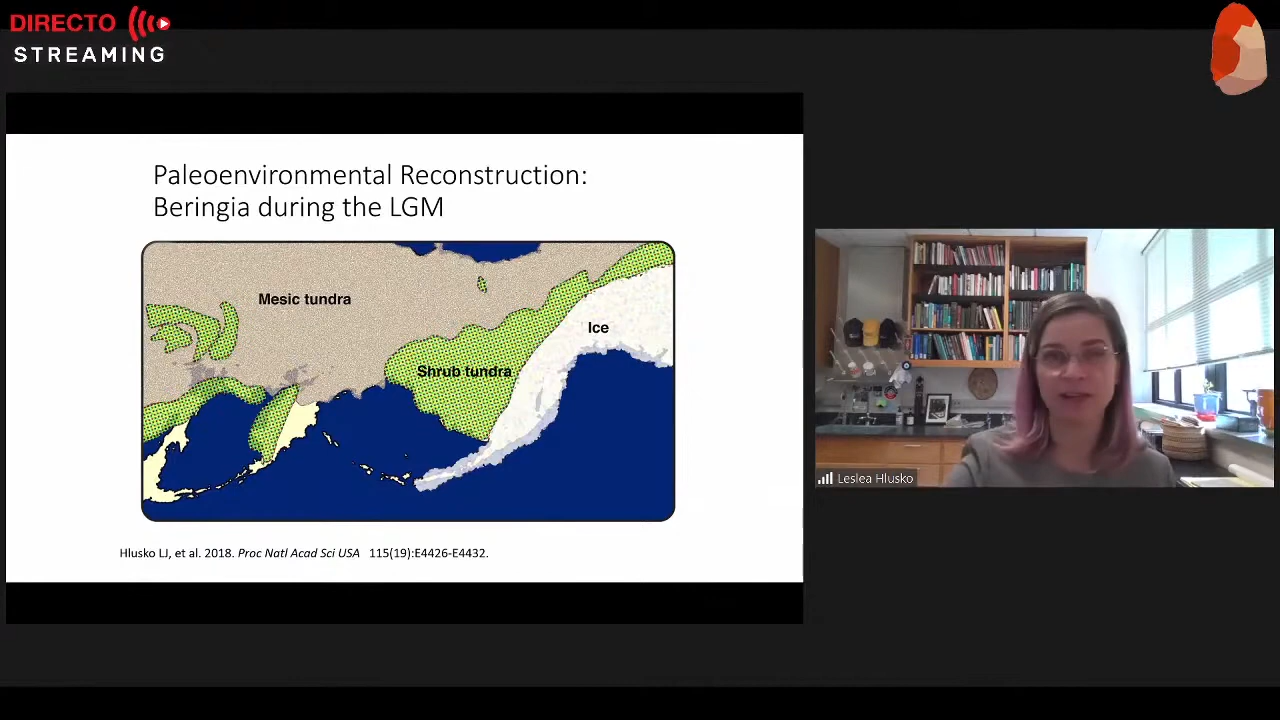 DIRECTO
STREAMING
Paleoenvironmental Reconstruction:
Beringia during the LGM
Mesic tundra
Ice
Shrub tundra
Hlusko LJ, et al. 2018. Proc Natl Acad Sci USA 115(19):E4426-E4432.
Leslea Hlusko